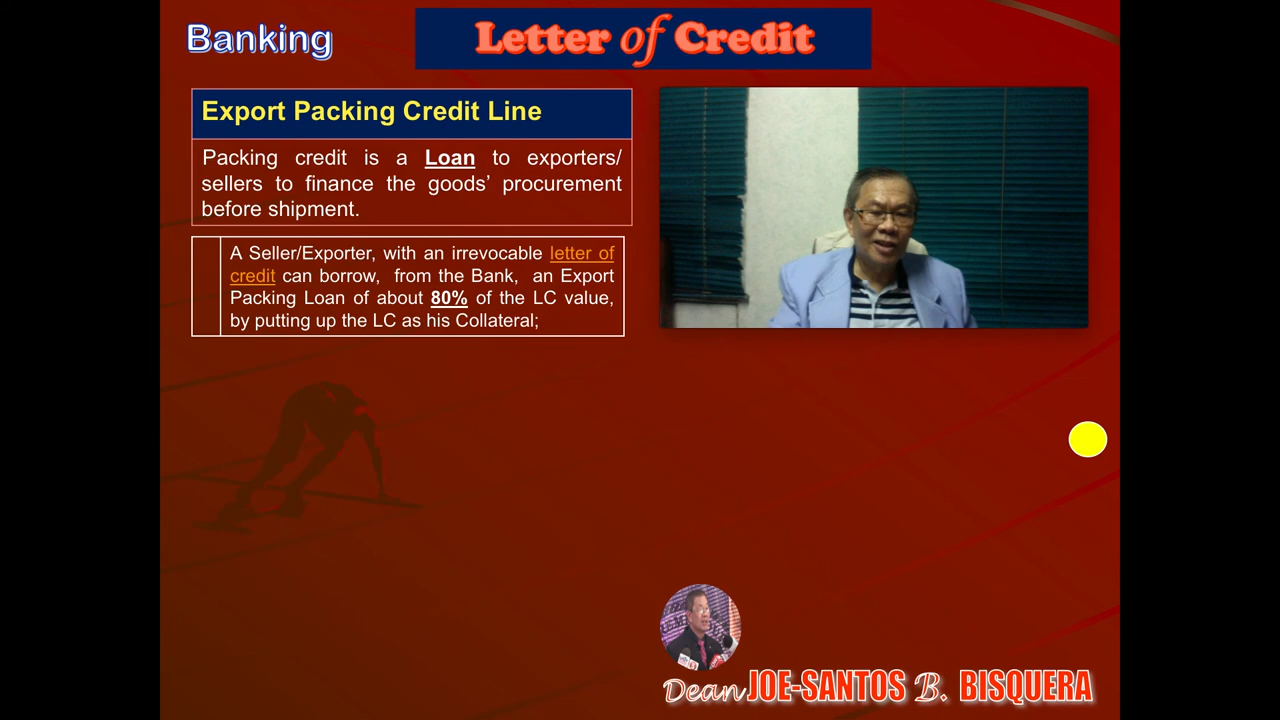 Banking
Letter of Credit
Export Packing Credit Line
Packing credit is a Loan to exporters/
sellers to finance the goods’ procurement
before shipment.
A Seller/Exporter, with an irrevocable letter of
credit can borrow, from the Bank, an Export
Packing Loan of about 80% of the LC value,
by putting up the LC as his Collateral;
Dean JOE-SANTOS B. BISQUERA